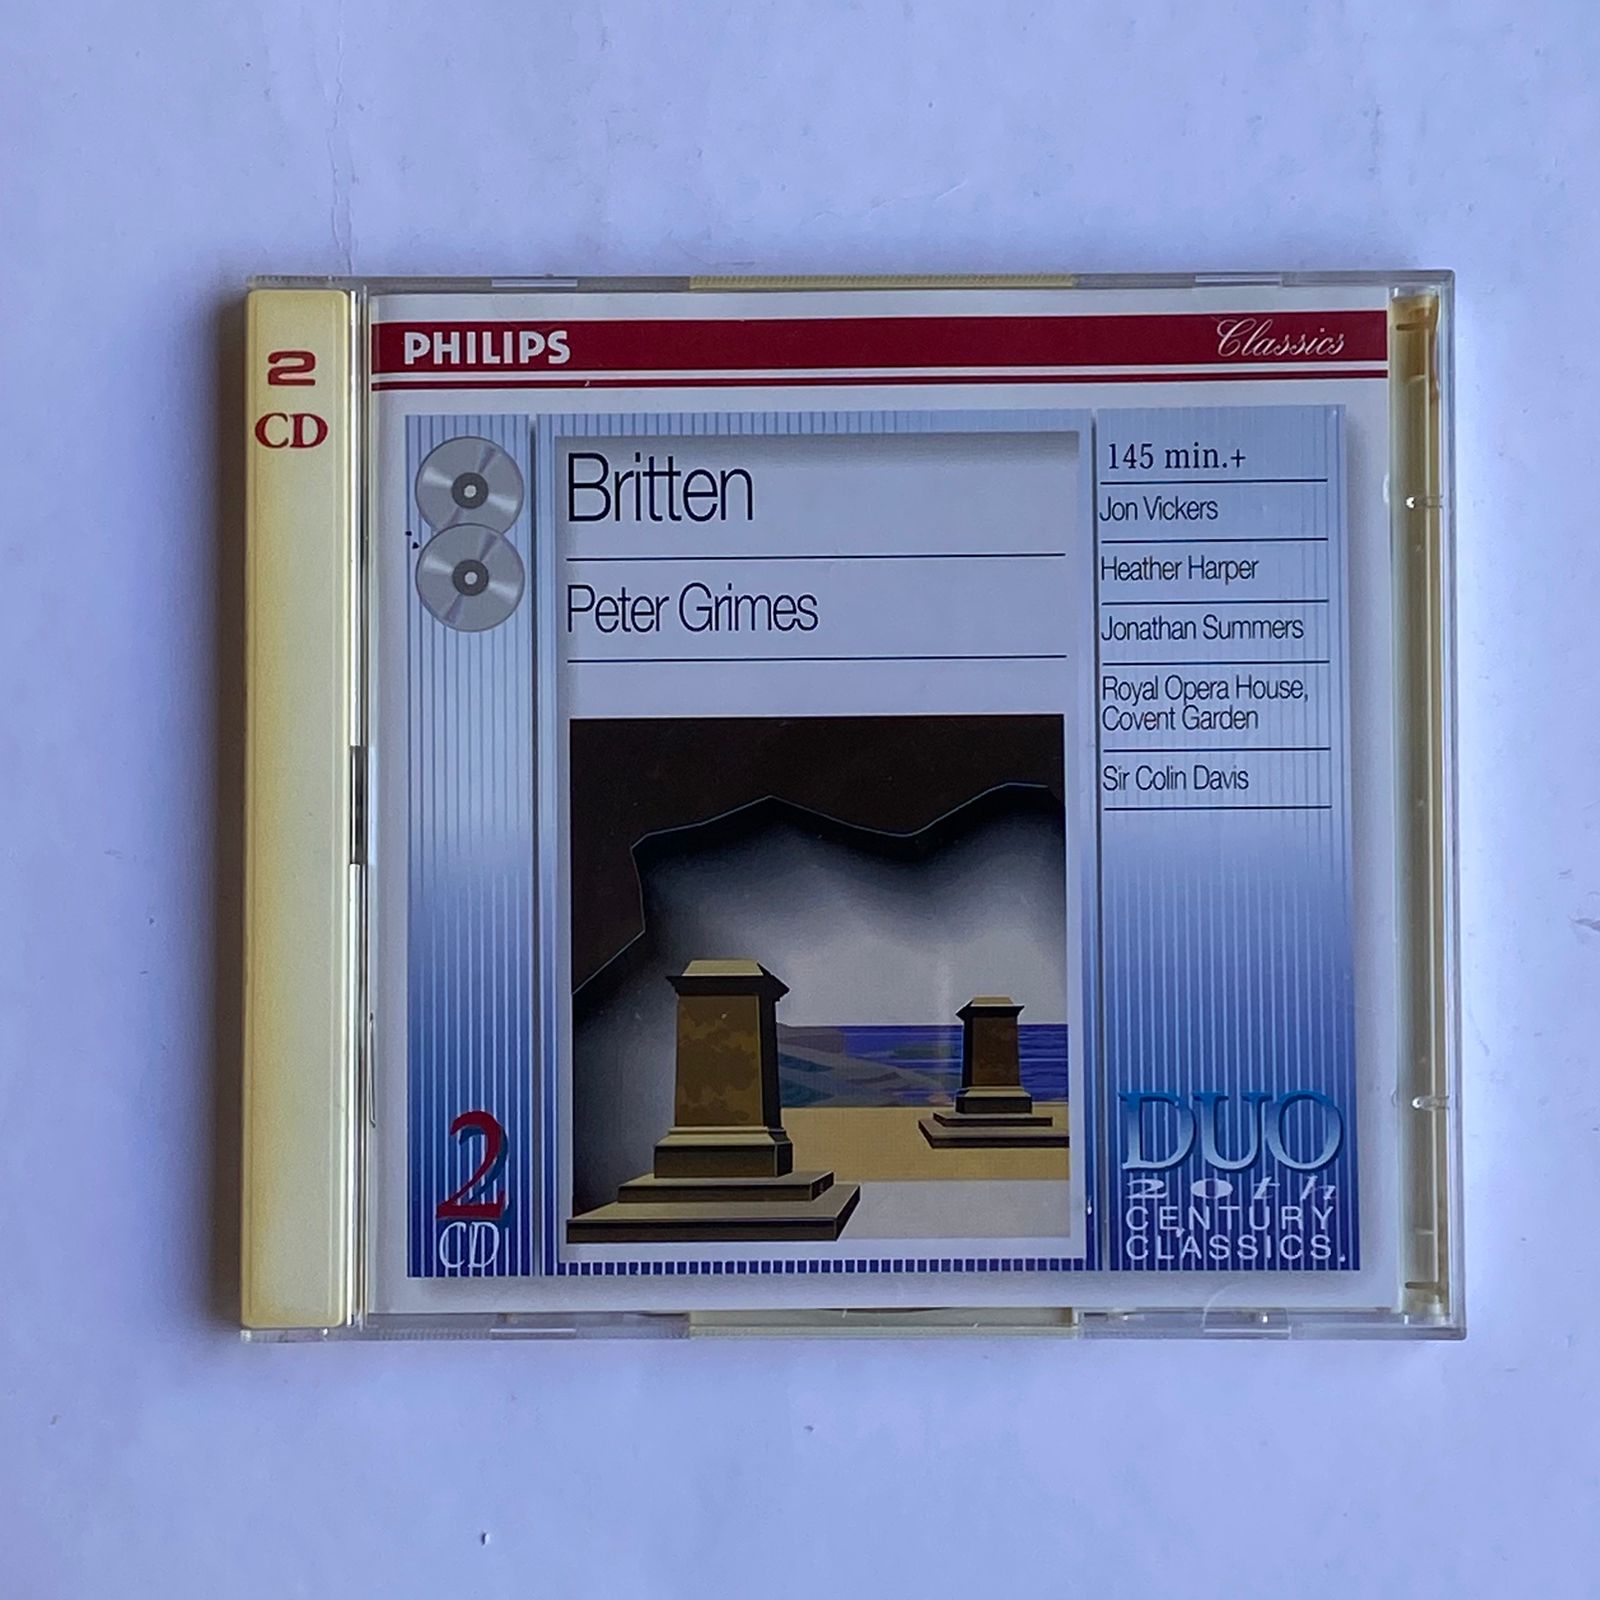 2
CD
PHILIPS
Classics
Britten
Peter Grimes
145 min.+
Jon Vickers
Heather Harper
Jonathan Summers
Royal Opera House,
Covent Garden
Sir Colin Davis
2
CD
DUO
20th
CENTURY
CLASSICS